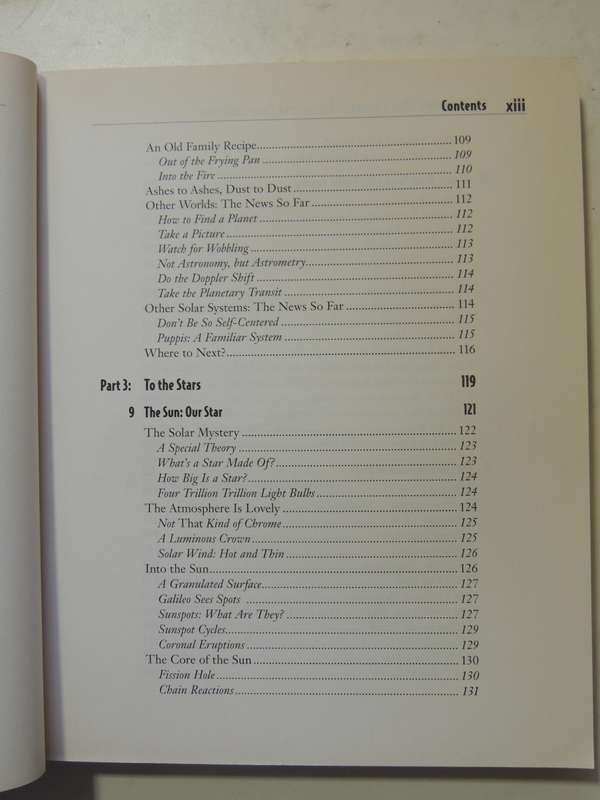 Contents xiii
An Old Family Recipe 109
Out of the Frying Pan 109
Into the Fire 110
Ashes to Ashes, Dust to Dust 111
Other Worlds: The News So Far 112
How to Find a Planet 112
Take a Picture 112
Watch for Wobbling 113
Not Astronomy, but Astrometry 113
Do the Doppler Shift 114
Take the Planetary Transit 114
Other Solar Systems: The News So Far 114
Don't Be So Self-Centered 115
Puppis: A Familiar System 115
Where to Next? 116
Part 3: To the Stars 119
9 The Sun: Our Star 121
The Solar Mystery 122
A Special Theory 123
What's a Star Made Of? 123
How Big Is a Star? 124
Four Trillion Trillion Light Bulbs 124
The Atmosphere Is Lovely 124
Not That Kind of Chrome 125
A Luminous Crown 125
Solar Wind: Hot and Thin 126
Into the Sun 126
A Granulated Surface 127
Galileo Sees Spots 127
Sunspots: What Are They? 127
Sunspot Cycles 129
Coronal Eruptions 129
The Core of the Sun 130
Fission Hole 130
Chain Reactions 131